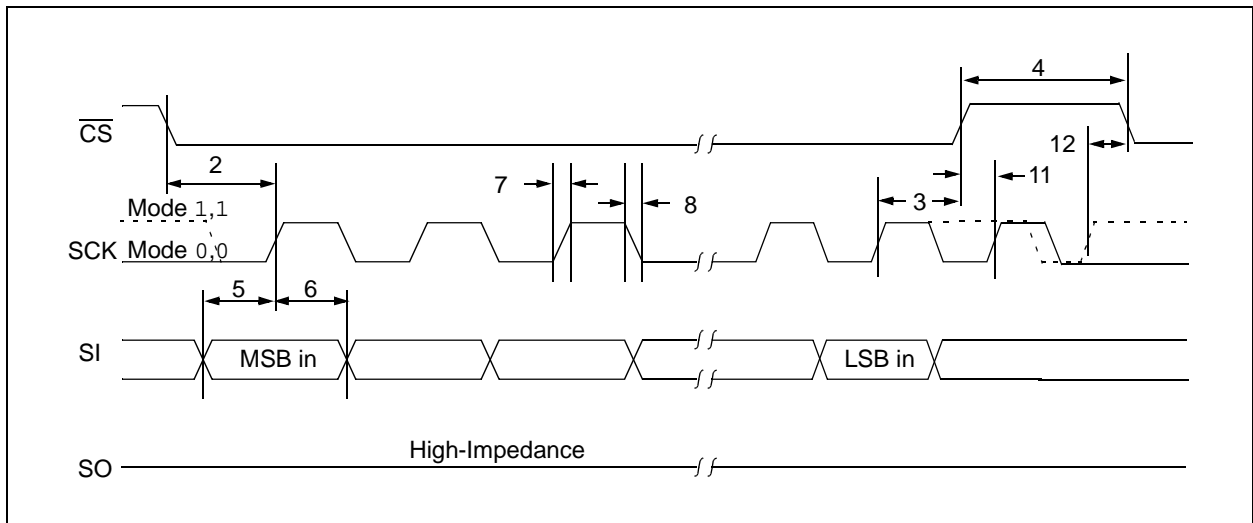 4
CS
12
2
7
8
3
11
Mode 1,1
SCK Mode 0,0
5
6
SI
MSB in
LSB in
High-Impedance
SO